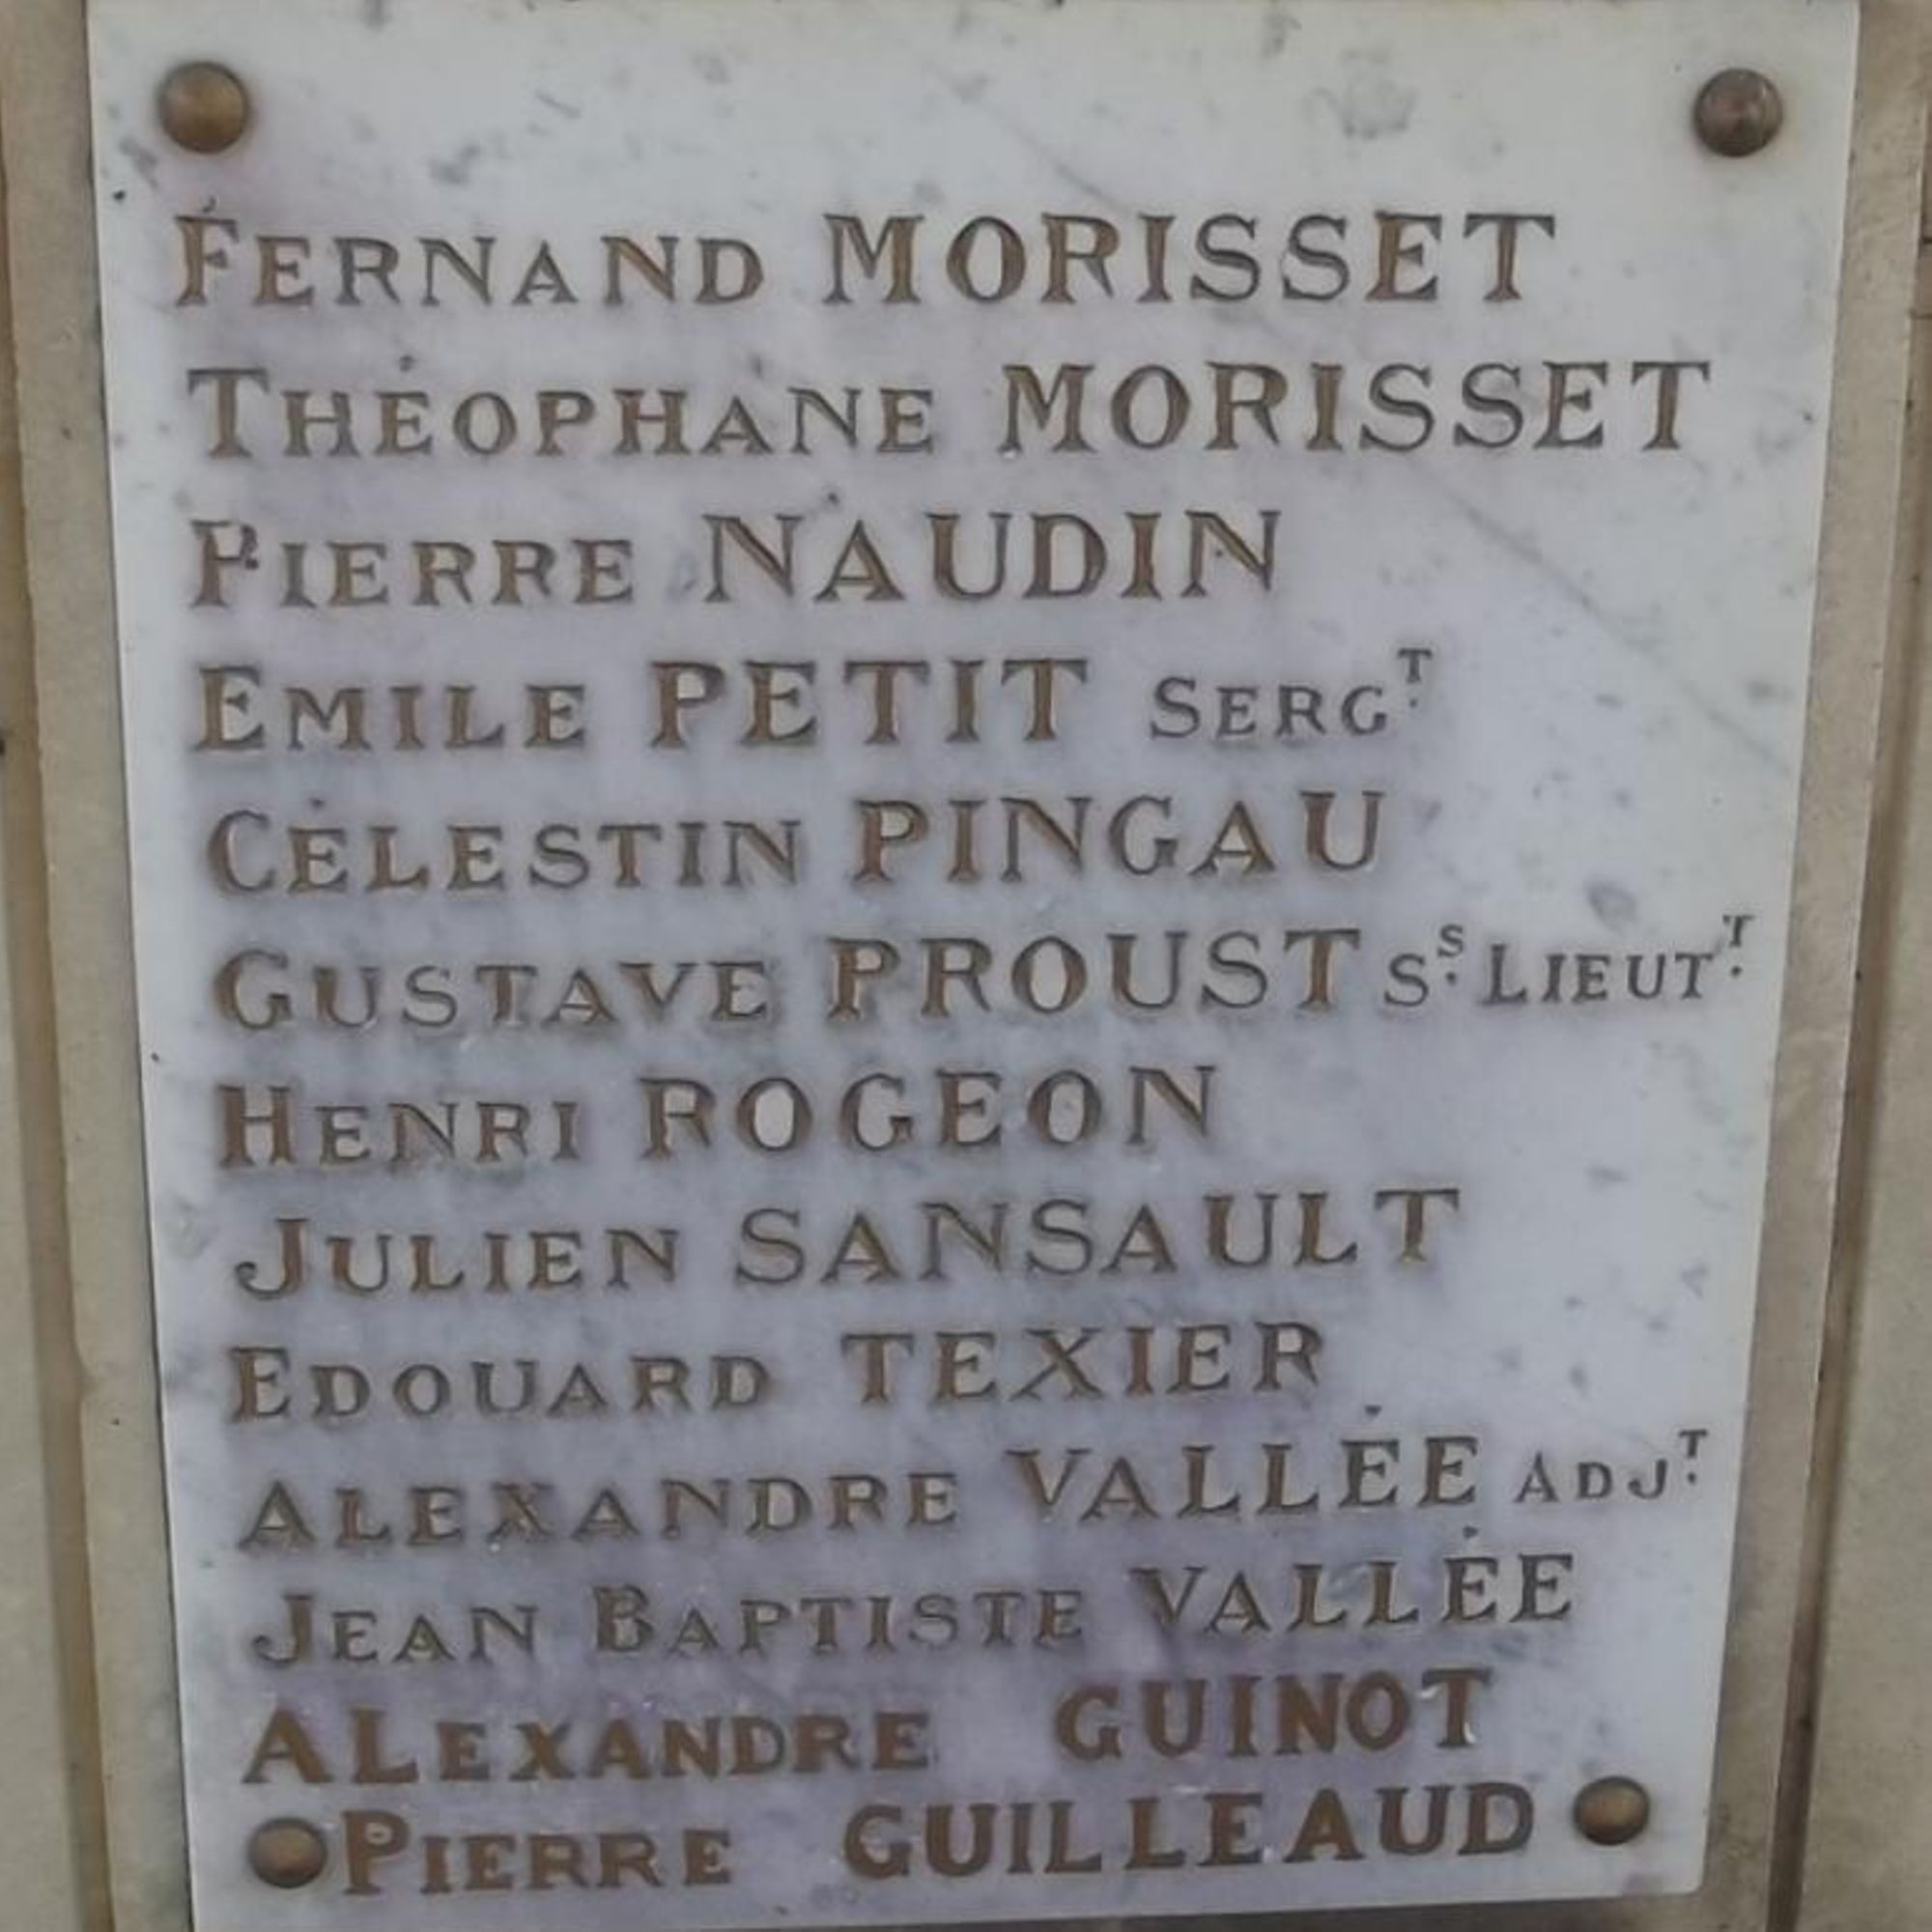 FERNAND MORISSET
THÉOPHANE MORISSET
PIERRE NAUDIN
EMILE PETIT SERGT.
CÉLESTIN PINGAU
GUSTAVE PROUST SS. LIEUTT.
HENRI ROGEON
JULIEN SANSAULT
EDOUARD TEXIER
ALEXANDRE VALLÉE ADJT.
JEAN BAPTISTE VALLÉE
ALEXANDRE GUINOT
PIERRE GUILLEAUD